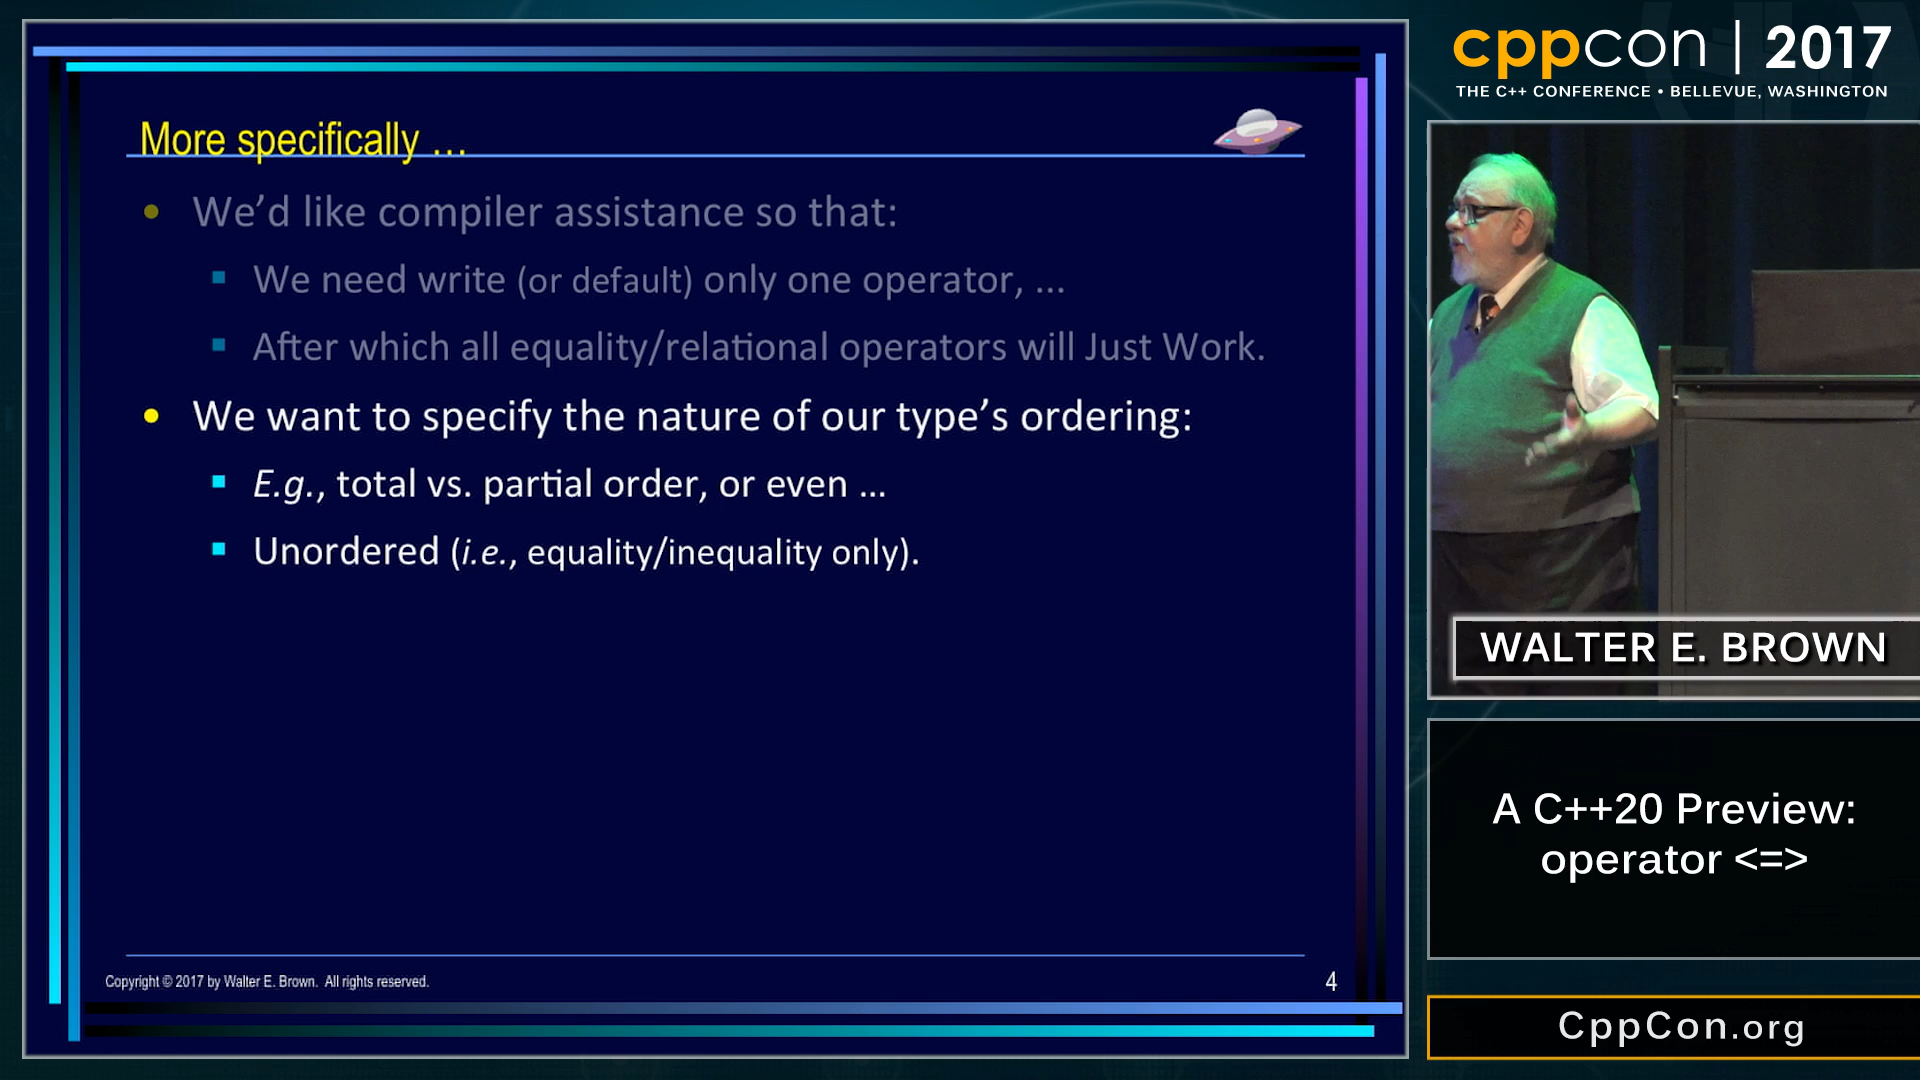 More specifically …
• We’d like compiler assistance so that:
▪ We need write (or default) only one operator, ...
▪ After which all equality/relational operators will Just Work.
• We want to specify the nature of our type’s ordering:
▪ E.g., total vs. partial order, or even ...
▪ Unordered (i.e., equality/inequality only).
Copyright © 2017 by Walter E. Brown. All rights reserved.
4
cppcon | 2017
THE C++ CONFERENCE • BELLEVUE, WASHINGTON
WALTER E. BROWN
A C++20 Preview:
operator <=>
CppCon.org